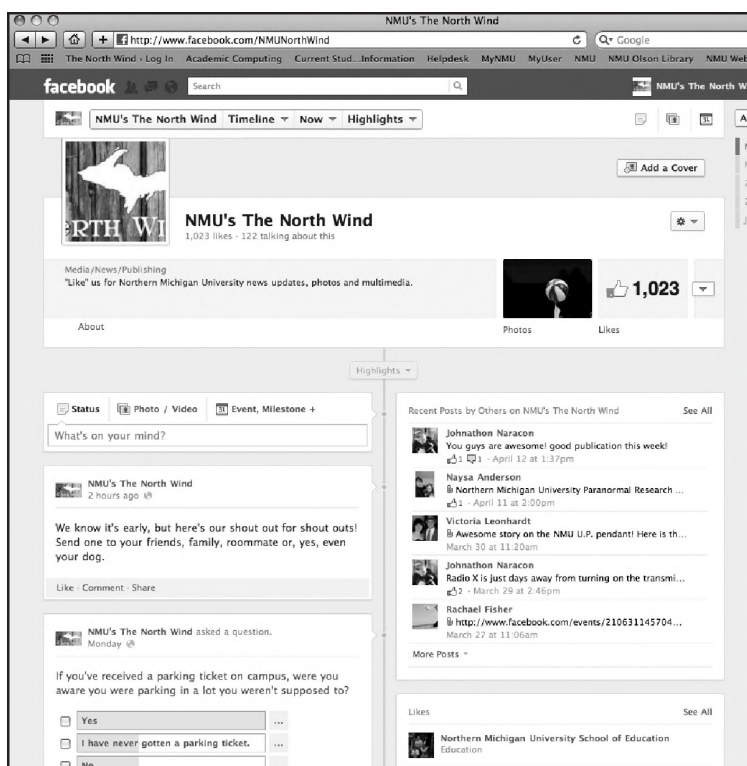 NMU's The North Wind
http://www.facebook.com/NMUNorthWind
Google
The North Wind › Log In Academic Computing Current Stud...Information Helpdesk MyNMU MyUser NMU NMU Olson Library NMU Web
facebook
Search
NMU's The North W
NMU's The North Wind Timeline Now Highlights
31
A
Add a Cover
ORTH WI
NMU's The North Wind
1,023 likes · 122 talking about this
Media/News/Publishing
"Like" us for Northern Michigan University news updates, photos and multimedia.
1,023
About
Photos
Likes
Highlights
Status Photo / Video 31 Event, Milestone +
What's on your mind?
NMU's The North Wind
2 hours ago
We know it's early, but here's our shout out for shout outs!
Send one to your friends, family, roommate or, yes, even
your dog.
Like · Comment · Share
NMU's The North Wind asked a question.
Monday
If you've received a parking ticket on campus, were you
aware you were parking in a lot you weren't supposed to?
Yes ...
I have never gotten a parking ticket. ...
No
Recent Posts by Others on NMU's The North Wind See All
Johnathon Naracon
You guys are awesome! good publication this week!
1 1 · April 12 at 1:37pm
Naysa Anderson
Northern Michigan University Paranormal Research ...
1 · April 11 at 2:00pm
Victoria Leonhardt
Awesome story on the NMU U.P. pendant! Here is th...
March 30 at 11:20am
Johnathon Naracon
Radio X is just days away from turning on the transmi...
2 · March 29 at 2:46pm
Rachael Fisher
http://www.facebook.com/events/210631145704...
March 27 at 11:06am
More Posts
Likes See All
Northern Michigan University School of Education
Education